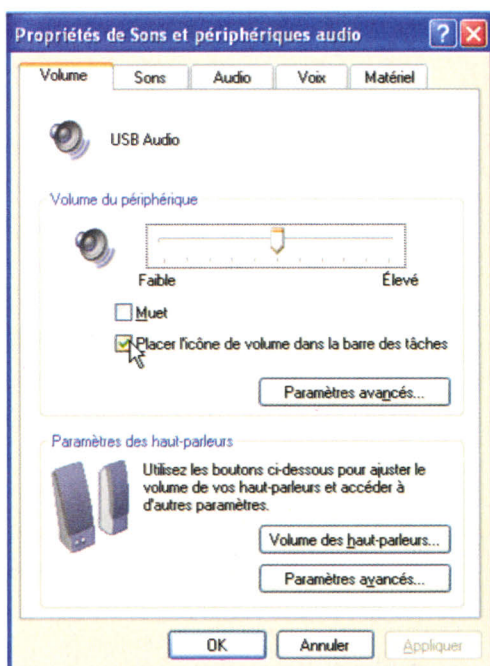 Propriétés de Sons et périphériques audio
Volume Sons Audio Voix Matériel
USB Audio
Volume du périphérique
Faible Élevé
Muet
Placer l'icône de volume dans la barre des tâches
Paramètres avancés...
Paramètres des haut-parleurs
Utilisez les boutons ci-dessous pour ajuster le
volume de vos haut-parleurs et accéder à
d'autres paramètres.
Volume des haut-parleurs...
Paramètres avancés...
OK Annuler Appliquer